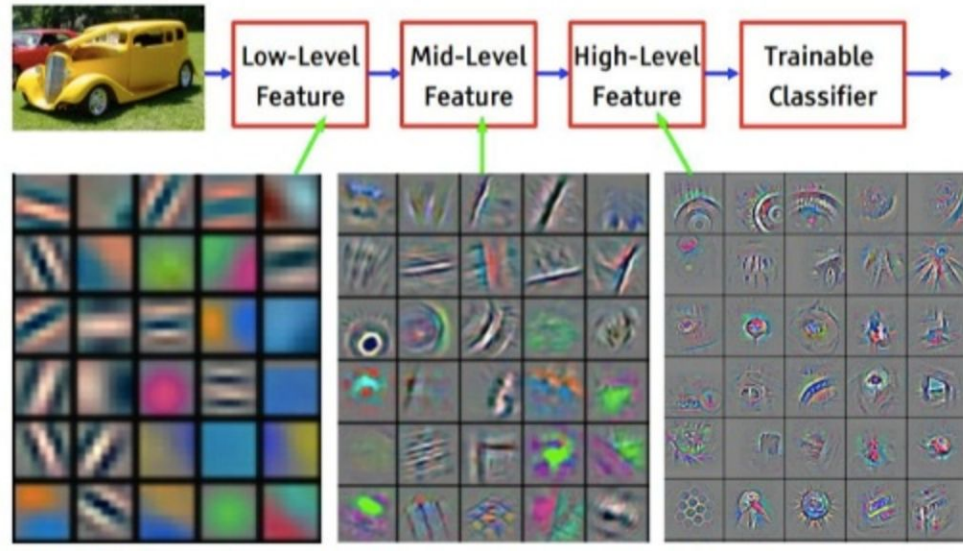 Low-Level
Feature
Mid-Level
Feature
High-Level
Feature
Trainable
Classifier